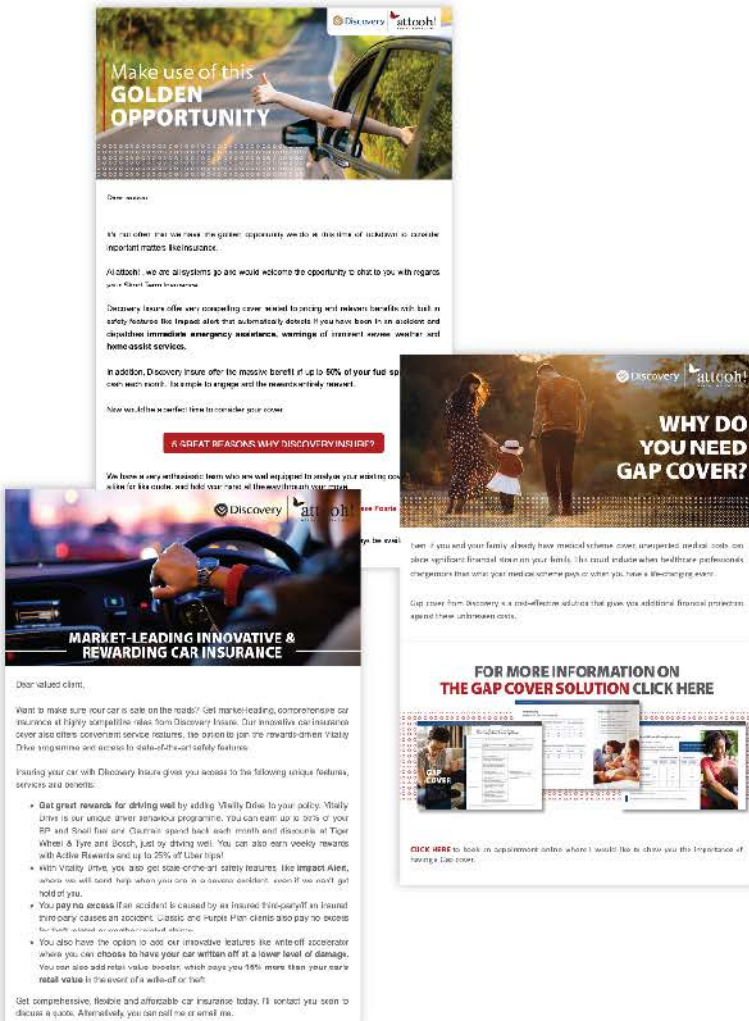 Discovery attooh!
Make use of this
GOLDEN
OPPORTUNITY
It's not often that we have the golden opportunity we do at this time of lockdown to consider
important matters like insurance.
At attooh!, we are all systems go and would welcome the opportunity to chat to you with regards
your Short Term Insurance
Discovery Insure offer very compelling cover related to pricing and relevant benefits with built in
safety features like impact alert that automatically detects if you have been in an accident and
dispatches immediate emergency assistance, warnings of imminent severe weather and
home assist services.
In addition, Discovery Insure offer the massive benefit of up to 50% of your fuel
cash each month. Its simple to engage and the rewards entirely relevant.
Now would be a perfect time to consider your cover
5 GREAT REASONS WHY DISCOVERY INSURE?
We have a very enthusiastic team who are well equipped to analyse your existing
a like for like quote, and hold your hand all the way through your move
Discovery attooh!
WHY DO
YOU NEED
GAP COVER?
Even if you and your family already have medical scheme cover, unexpected medical costs can
place significant financial strain on your family. This could include when healthcare professionals
charge more than what your medical scheme pays or when you have a life-changing event.
Gap cover from Discovery is a cost-effective solution that gives you additional financial protection
against these unforeseen costs.
FOR MORE INFORMATION ON
THE GAP COVER SOLUTION CLICK HERE
GAP
COVER
CLICK HERE to book an appointment online where I would like to show you the importance of
having a Gap cover.
Discovery attooh!
MARKET-LEADING INNOVATIVE &
REWARDING CAR INSURANCE
Dear valued client,
Want to make sure your car is safe on the roads? Get market-leading, comprehensive car
insurance at highly competitive rates from Discovery Insure. Our innovative car insurance
cover also offers convenient service features, the option to join the rewards-driven Vitality
Drive programme and access to state-of-the-art safety features.
Insuring your car with Discovery Insure gives you access to the following unique features,
services and benefits:
• Get great rewards for driving well by adding Vitality Drive to your policy. Vitality
Drive is our unique driver behaviour programme. You can earn up to 50% of your
BP and Shell fuel and Gautrain spend back each month and discounts at Tiger
Wheel & Tyre and Bosch, just by driving well. You can also earn weekly rewards
with Active Rewards and up to 25% off Uber trips!
• With Vitality Drive, you also get state-of-the-art safety features, like Impact Alert,
where we will send help when you are in a severe accident, even if we can't get
hold of you.
• You pay no excess if an accident is caused by an insured third-party/If an insured
third-party causes an accident. Classic and Purple Plan clients also pay no excess
for theft related or weather related claims
• You also have the option to add our innovative features like write-off accelerator
where you can choose to have your car written off at a lower level of damage.
You can also add retail value booster, which pays you 15% more than your car's
retail value in the event of a write-off or theft.
Get comprehensive, flexible and affordable car insurance today. I'll contact you soon to
discuss a quote. Alternatively, you can call me or email me.